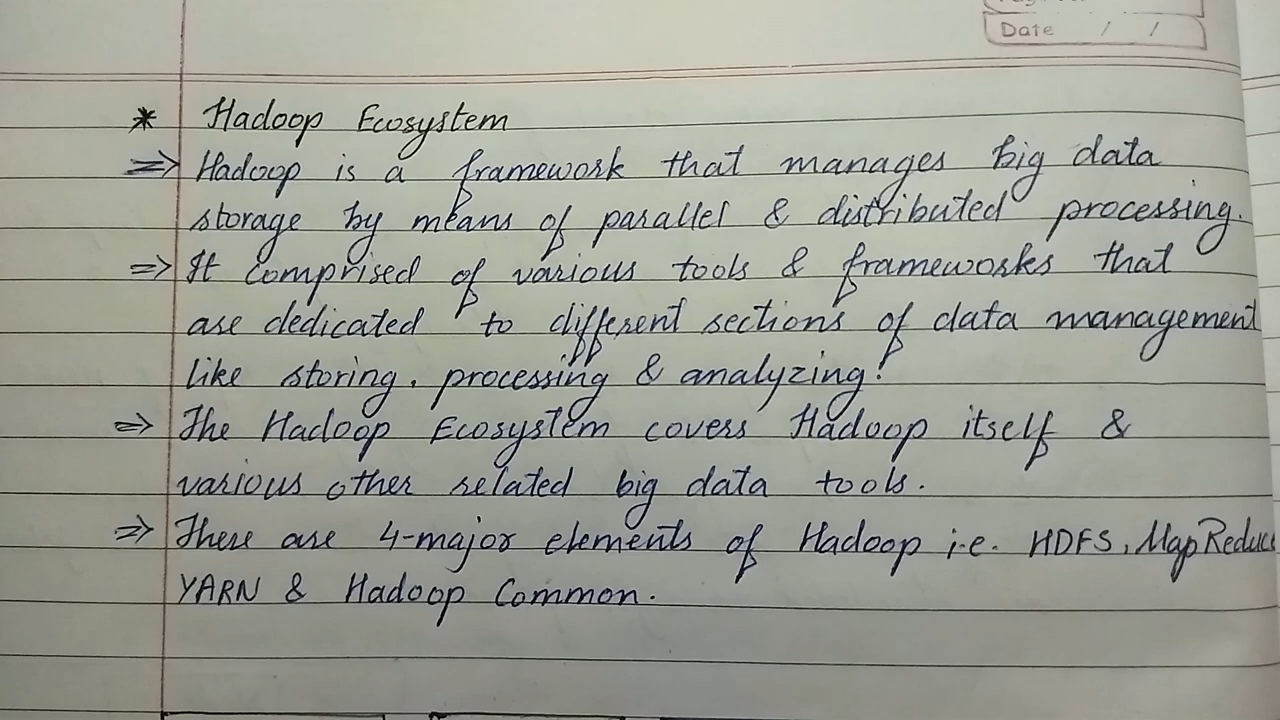 Date / /
* Hadoop Ecosystem
⇒ Hadoop is a framework that manages big data
storage by means of parallel & distributed processing.
⇒ It comprised of various tools & frameworks that
are dedicated to different sections of data management
like storing, processing & analyzing!
⇒ The Hadoop Ecosystem covers Hadoop itself &
various other related big data tools.
⇒ There are 4-major elements of Hadoop i.e. HDFS, MapReduce
YARN & Hadoop Common.